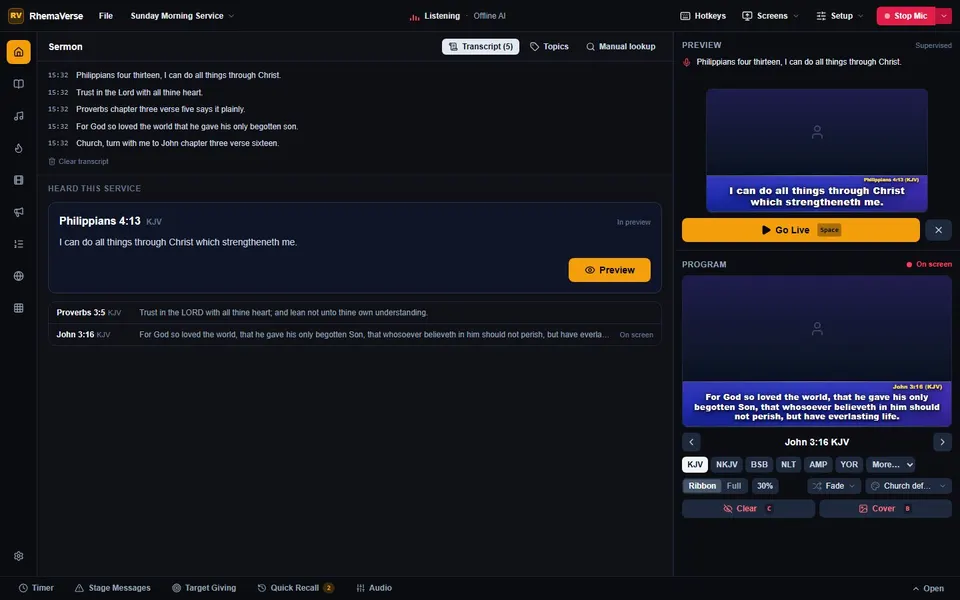 RV RhemaVerse File Sunday Morning Service
Listening · Offline AI
Hotkeys Screens Setup Stop Mic
Sermon
Transcript (5) Topics Manual lookup
15:32 Philippians four thirteen, I can do all things through Christ.
15:32 Trust in the Lord with all thine heart.
15:32 Proverbs chapter three verse five says it plainly.
15:32 For God so loved the world that he gave his only begotten son.
15:32 Church, turn with me to John chapter three verse sixteen.
Clear transcript
HEARD THIS SERVICE
Philippians 4:13 KJV In preview
I can do all things through Christ which strengtheneth me.
Preview
Proverbs 3:5 KJV Trust in the LORD with all thine heart; and lean not unto thine own understanding.
John 3:16 KJV For God so loved the world, that he gave his only begotten Son, that whosoever believeth in him should not perish, but have everla... On screen
PREVIEW Supervised
Philippians four thirteen, I can do all things through Christ.
Philippians 4:13 (KJV)
I can do all things through Christ
which strengtheneth me.
Go Live Space
PROGRAM On screen
John 3:16 (KJV)
For God so loved the world, that he gave his only
begotten Son, that whosoever believeth in him should
not perish, but have everlasting life.
John 3:16 KJV
KJV NKJV BSB NLT AMP YOR More...
Ribbon Full 30% Fade Church def...
Clear C Cover B
Timer Stage Messages Target Giving Quick Recall 2 Audio Open